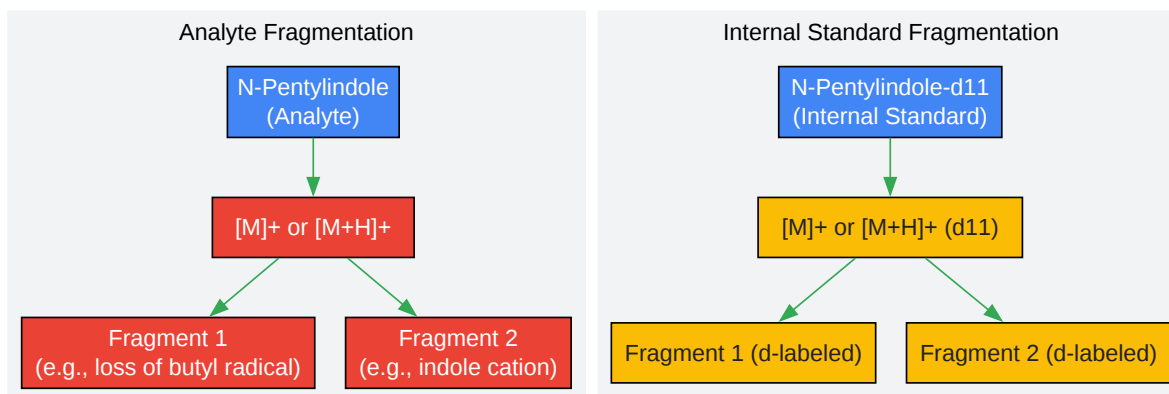 Analyte Fragmentation
N-Pentylindole
(Analyte)
[M]+ or [M+H]+
Fragment 1
(e.g., loss of butyl radical)
Fragment 2
(e.g., indole cation)
Internal Standard Fragmentation
N-Pentylindole-d11
(Internal Standard)
[M]+ or [M+H]+ (d11)
Fragment 1 (d-labeled)
Fragment 2 (d-labeled)